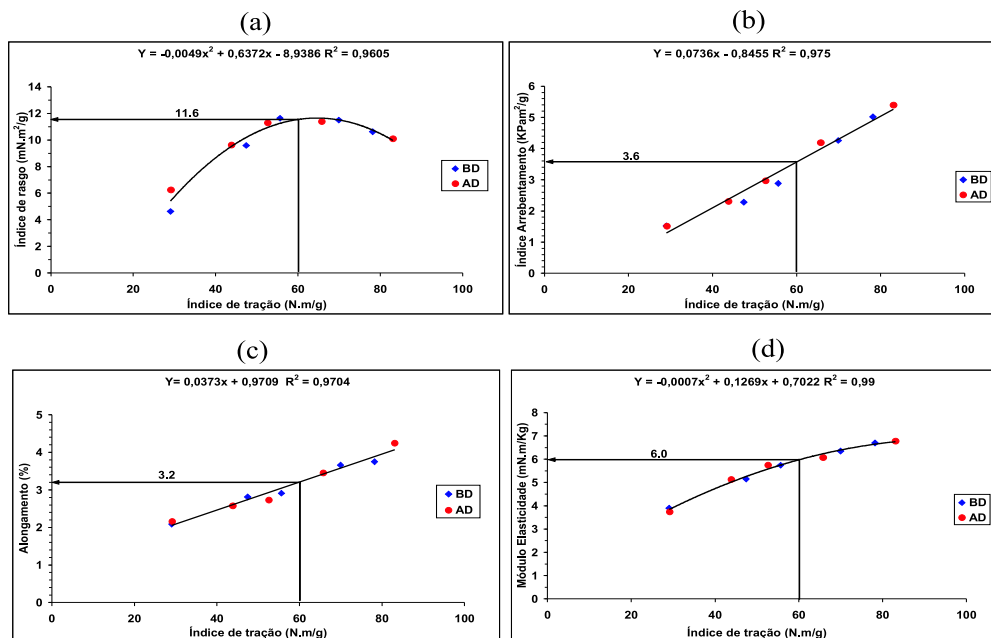 (a)
Y = -0,0049x² + 0,6372x - 8,9386 R² = 0,9605
Índice de rasgo (mN.m²/g)
14
12
10
8
6
4
2
0
11.6
BD
AD
0
20
40
60
80
100
Índice de tração (N.m/g)
(b)
Y = 0,0736x - 0,8455 R² = 0,975
Índice Arrebentamento (KPam²/g)
6
5
4
3
2
1
0
3.6
BD
AD
0
20
40
60
80
100
Índice de tração (N.m/g)
(c)
Y= 0,0373x + 0,9709 R² = 0,9704
Alongamento (%)
5
4
3
2
1
0
3.2
BD
AD
0
20
40
60
80
100
Índice de tração (N.m/g)
(d)
Y = -0,0007x² + 0,1269x + 0,7022 R² = 0,99
Módulo Elasticidade (mN.m/Kg)
8
7
6
5
4
3
2
1
0
6.0
BD
AD
0
20
40
60
80
100
Índice de tração (N.m/g)